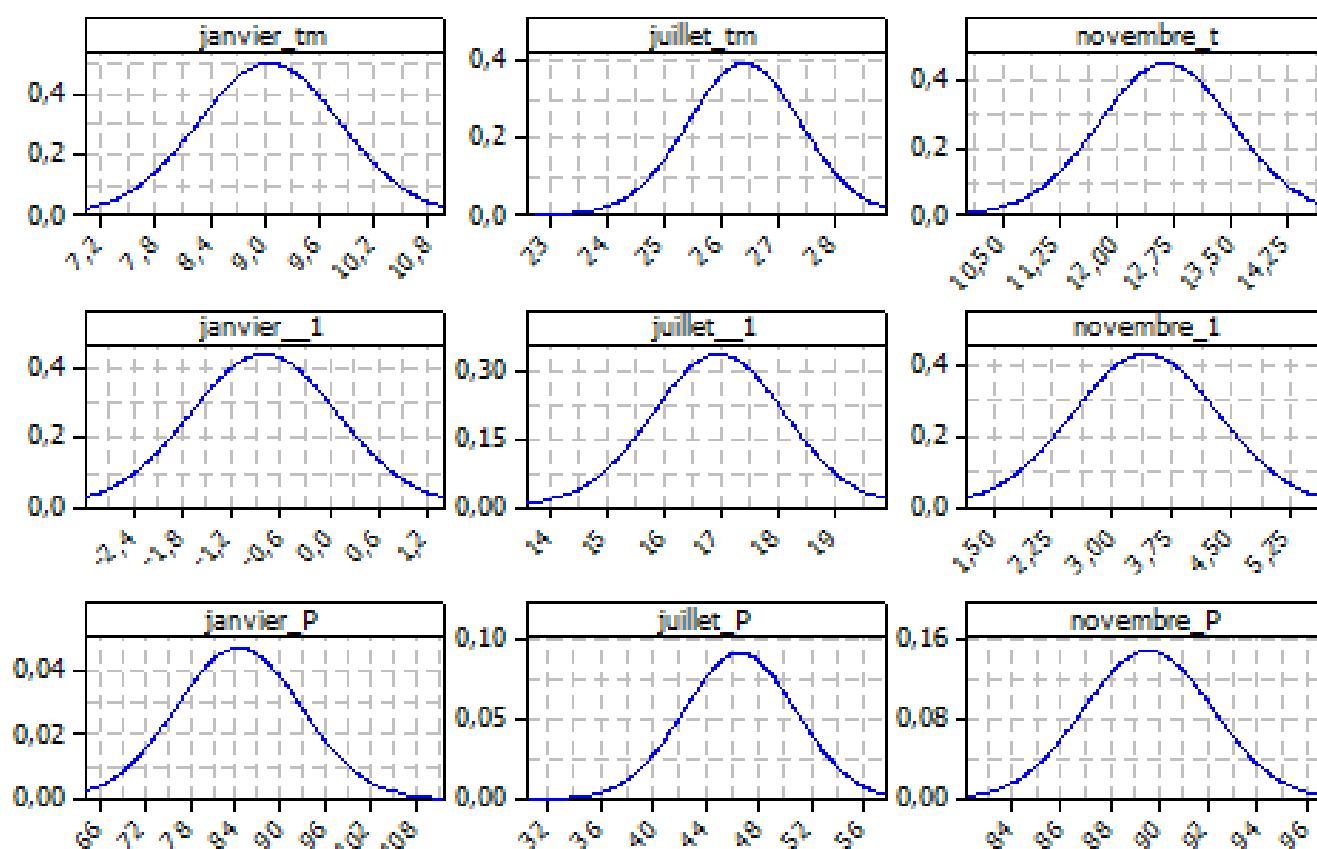 janvier_tm
0,4
0,2
0,0
7,2 7,8 8,4 9,0 9,6 10,2 10,8
juillet_tm
0,4
0,2
0,0
23 24 25 26 27 28
novembre_t
0,4
0,2
0,0
10,50 11,25 12,00 12,75 13,50 14,25
janvier__1
0,4
0,2
0,0
-2,4 -1,8 -1,2 -0,6 0,0 0,6 1,2
juillet__1
0,30
0,15
0,00
14 15 16 17 18 19
novembre_1
0,4
0,2
0,0
1,50 2,25 3,00 3,75 4,50 5,25
janvier_P
0,04
0,02
0,00
66 72 78 84 90 96 102 108
juillet_P
0,10
0,05
0,00
32 36 40 44 48 52 56
novembre_P
0,16
0,08
0,00
84 86 88 90 92 94 96